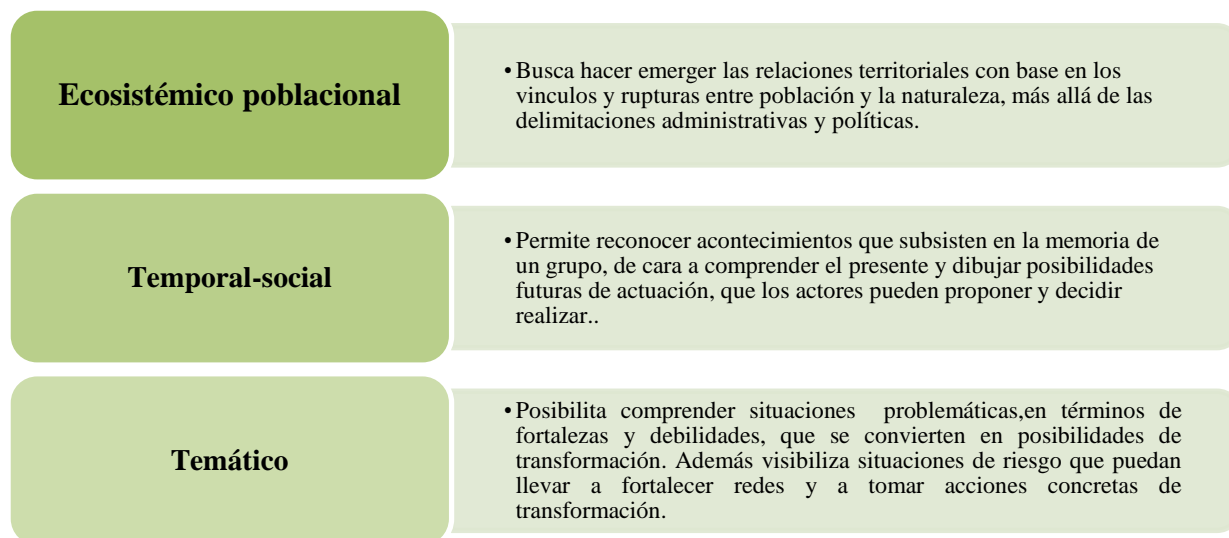 Ecosistémico poblacional
• Busca hacer emerger las relaciones territoriales con base en los
vinculos y rupturas entre población y la naturaleza, más allá de las
delimitaciones administrativas y políticas.
Temporal-social
• Permite reconocer acontecimientos que subsisten en la memoria de
un grupo, de cara a comprender el presente y dibujar posibilidades
futuras de actuación, que los actores pueden proponer y decidir
realizar..
Temático
• Posibilita comprender situaciones problemáticas,en términos de
fortalezas y debilidades, que se convierten en posibilidades de
transformación. Además visibiliza situaciones de riesgo que puedan
llevar a fortalecer redes y a tomar acciones concretas de
transformación.